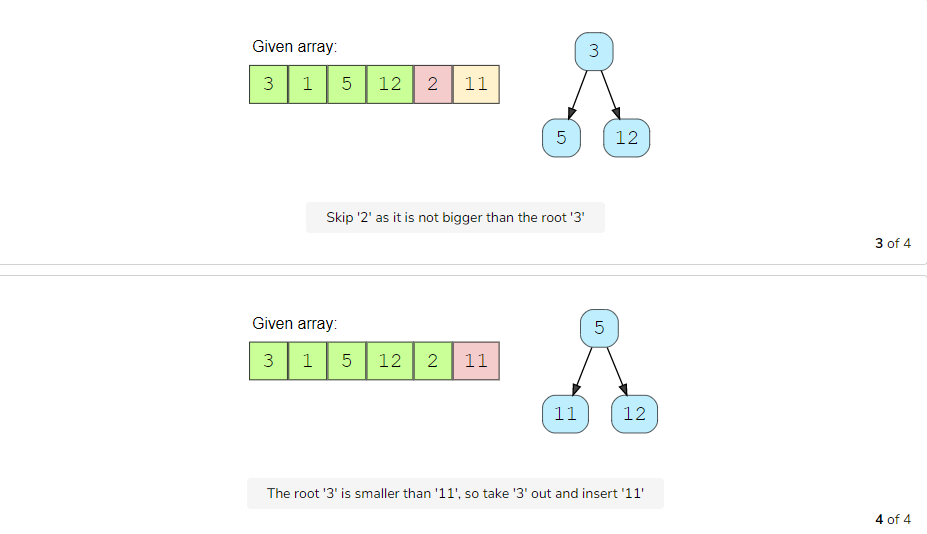 Given array:
3 1 5 12 2 11
3
5 12
Skip '2' as it is not bigger than the root '3'
3 of 4
Given array:
3 1 5 12 2 11
5
11 12
The root '3' is smaller than '11', so take '3' out and insert '11'
4 of 4